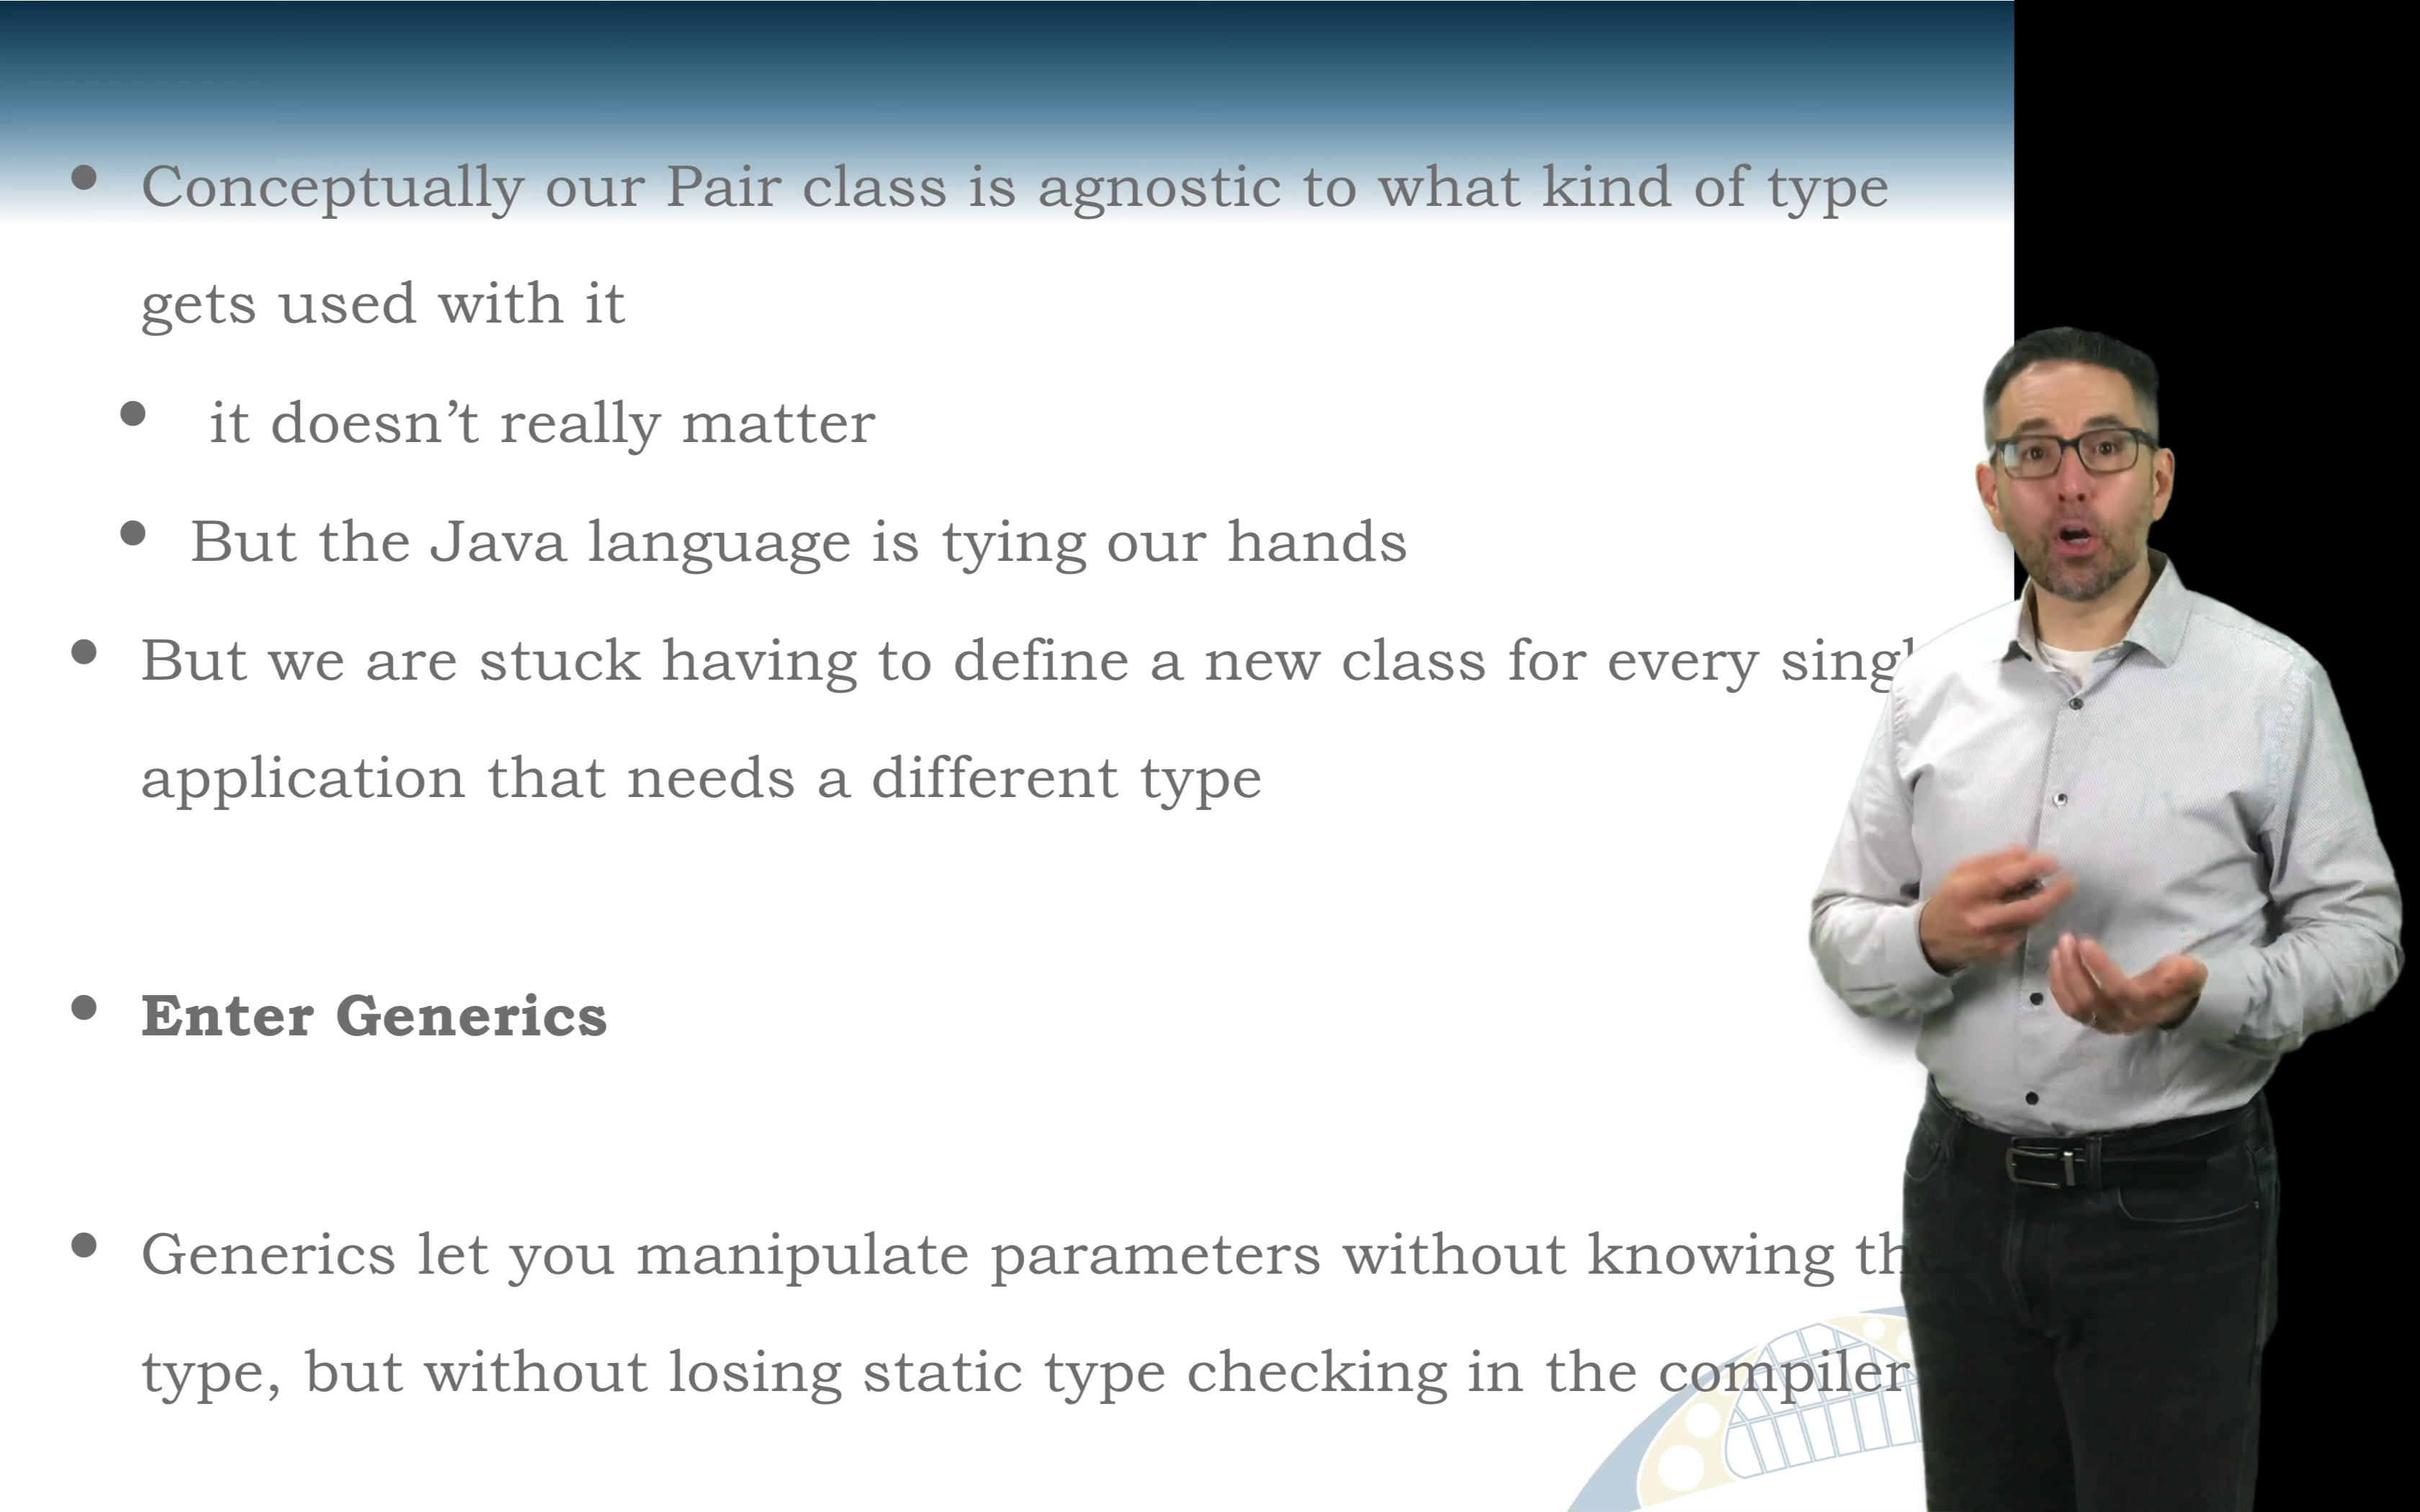 Conceptually our Pair class is agnostic to what kind of type
gets used with it
it doesn’t really matter
But the Java language is tying our hands
But we are stuck having to define a new class for every
application that needs a different type
Enter Generics
Generics let you manipulate parameters without knowing
type, but without losing static type checking in the compiler